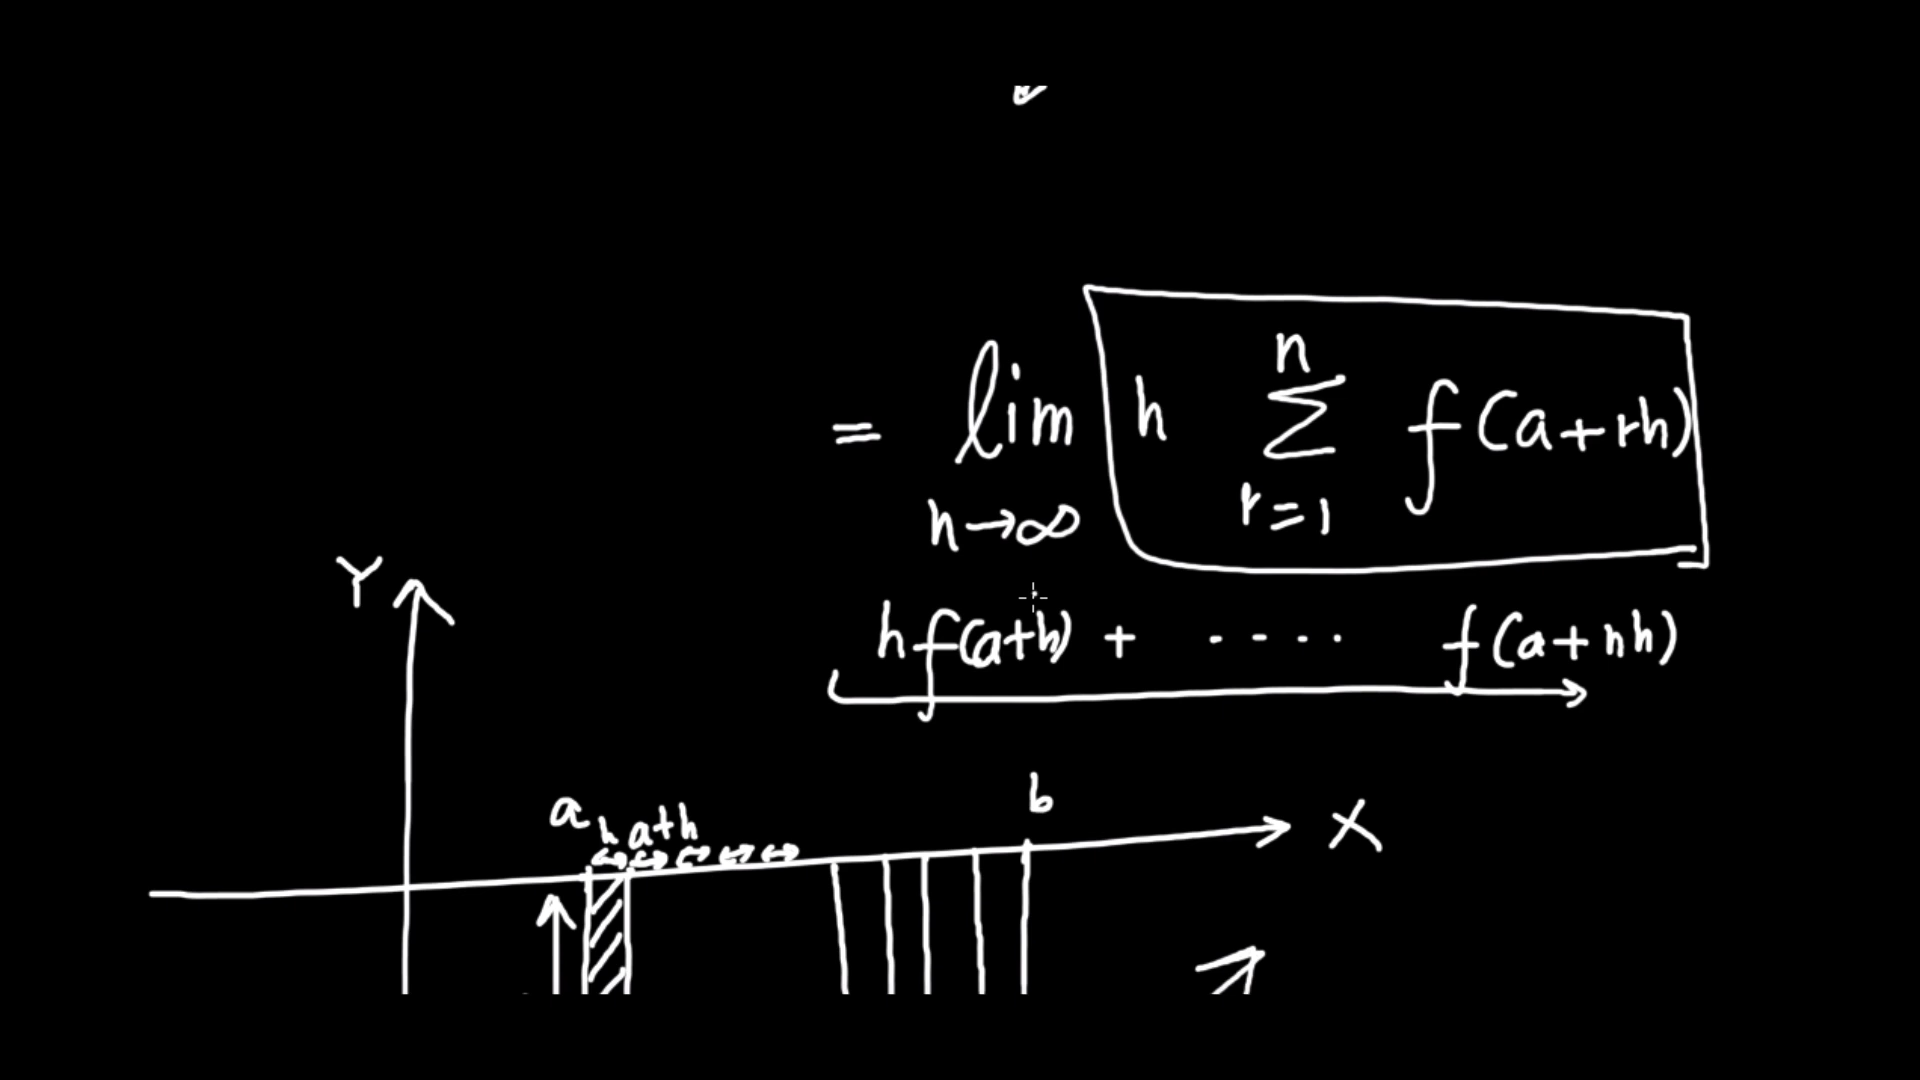 = lim h n Σ r=1 f(a+rh)
n→∞
hf(a+h) + .... f(a+nh)
Y
a h a+h b X